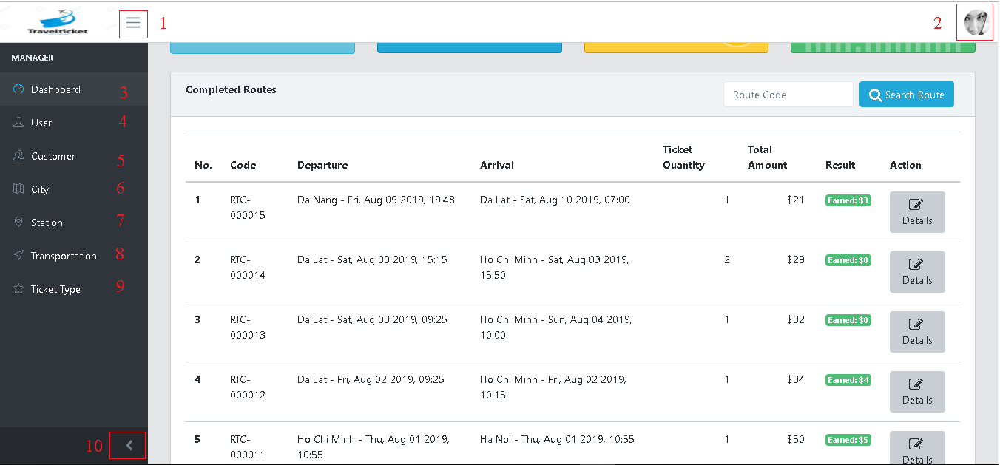 Travelticket
1
2
MANAGER
Dashboard 3
User 4
Customer 5
City 6
Station 7
Transportation 8
Ticket Type 9
10
Completed Routes
Route Code
Search Route
No. Code Departure Arrival Ticket Quantity Total Amount Result Action
1 RTC- Da Nang - Fri, Aug 09 2019, 19:48 Da Lat - Sat, Aug 10 2019, 07:00 1 $21 Earned: $3
000015 Details
2 RTC- Da Lat - Sat, Aug 03 2019, 15:15 Ho Chi Minh - Sat, Aug 03 2019, 2 $29 Earned: $0
000014 15:50 Details
3 RTC- Da Lat - Sat, Aug 03 2019, 09:25 Ho Chi Minh - Sun, Aug 04 2019, 1 $32 Earned: $0
000013 10:00 Details
4 RTC- Da Lat - Fri, Aug 02 2019, 09:25 Ho Chi Minh - Fri, Aug 02 2019, 1 $34 Earned: $4
000012 10:15 Details
5 RTC- Ho Chi Minh - Thu, Aug 01 2019, Ha Noi - Thu, Aug 01 2019, 10:55 1 $50 Earned: $5
000011 10:55 Details